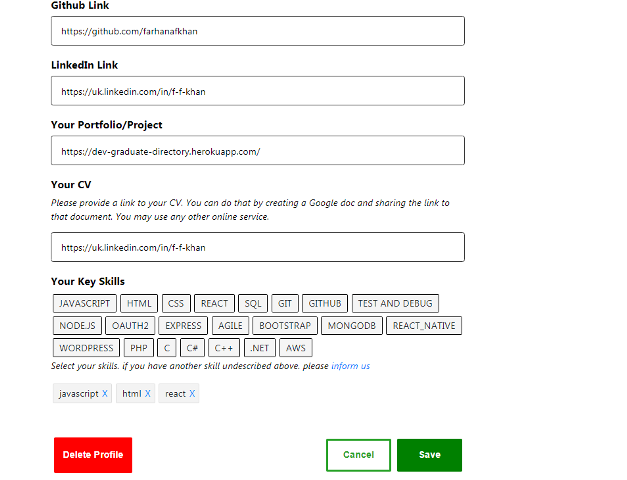 Github Link
https://github.com/farhanafkhan
LinkedIn Link
https://uk.linkedin.com/in/f-f-khan
Your Portfolio/Project
https://dev-graduate-directory.herokuapp.com/
Your CV
Please provide a link to your CV. You can do that by creating a Google doc and sharing the link to
that document. You may use any other online service.
https://uk.linkedin.com/in/f-f-khan
Your Key Skills
JAVASCRIPT HTML CSS REACT SQL GIT GITHUB TEST AND DEBUG
NODE.JS OAUTH2 EXPRESS AGILE BOOTSTRAP MONGODB REACT_NATIVE
WORDPRESS PHP C C# C++ .NET AWS
Select your skills. if you have another skill undescribed above. please inform us
javascript X html X react X
Delete Profile Cancel Save